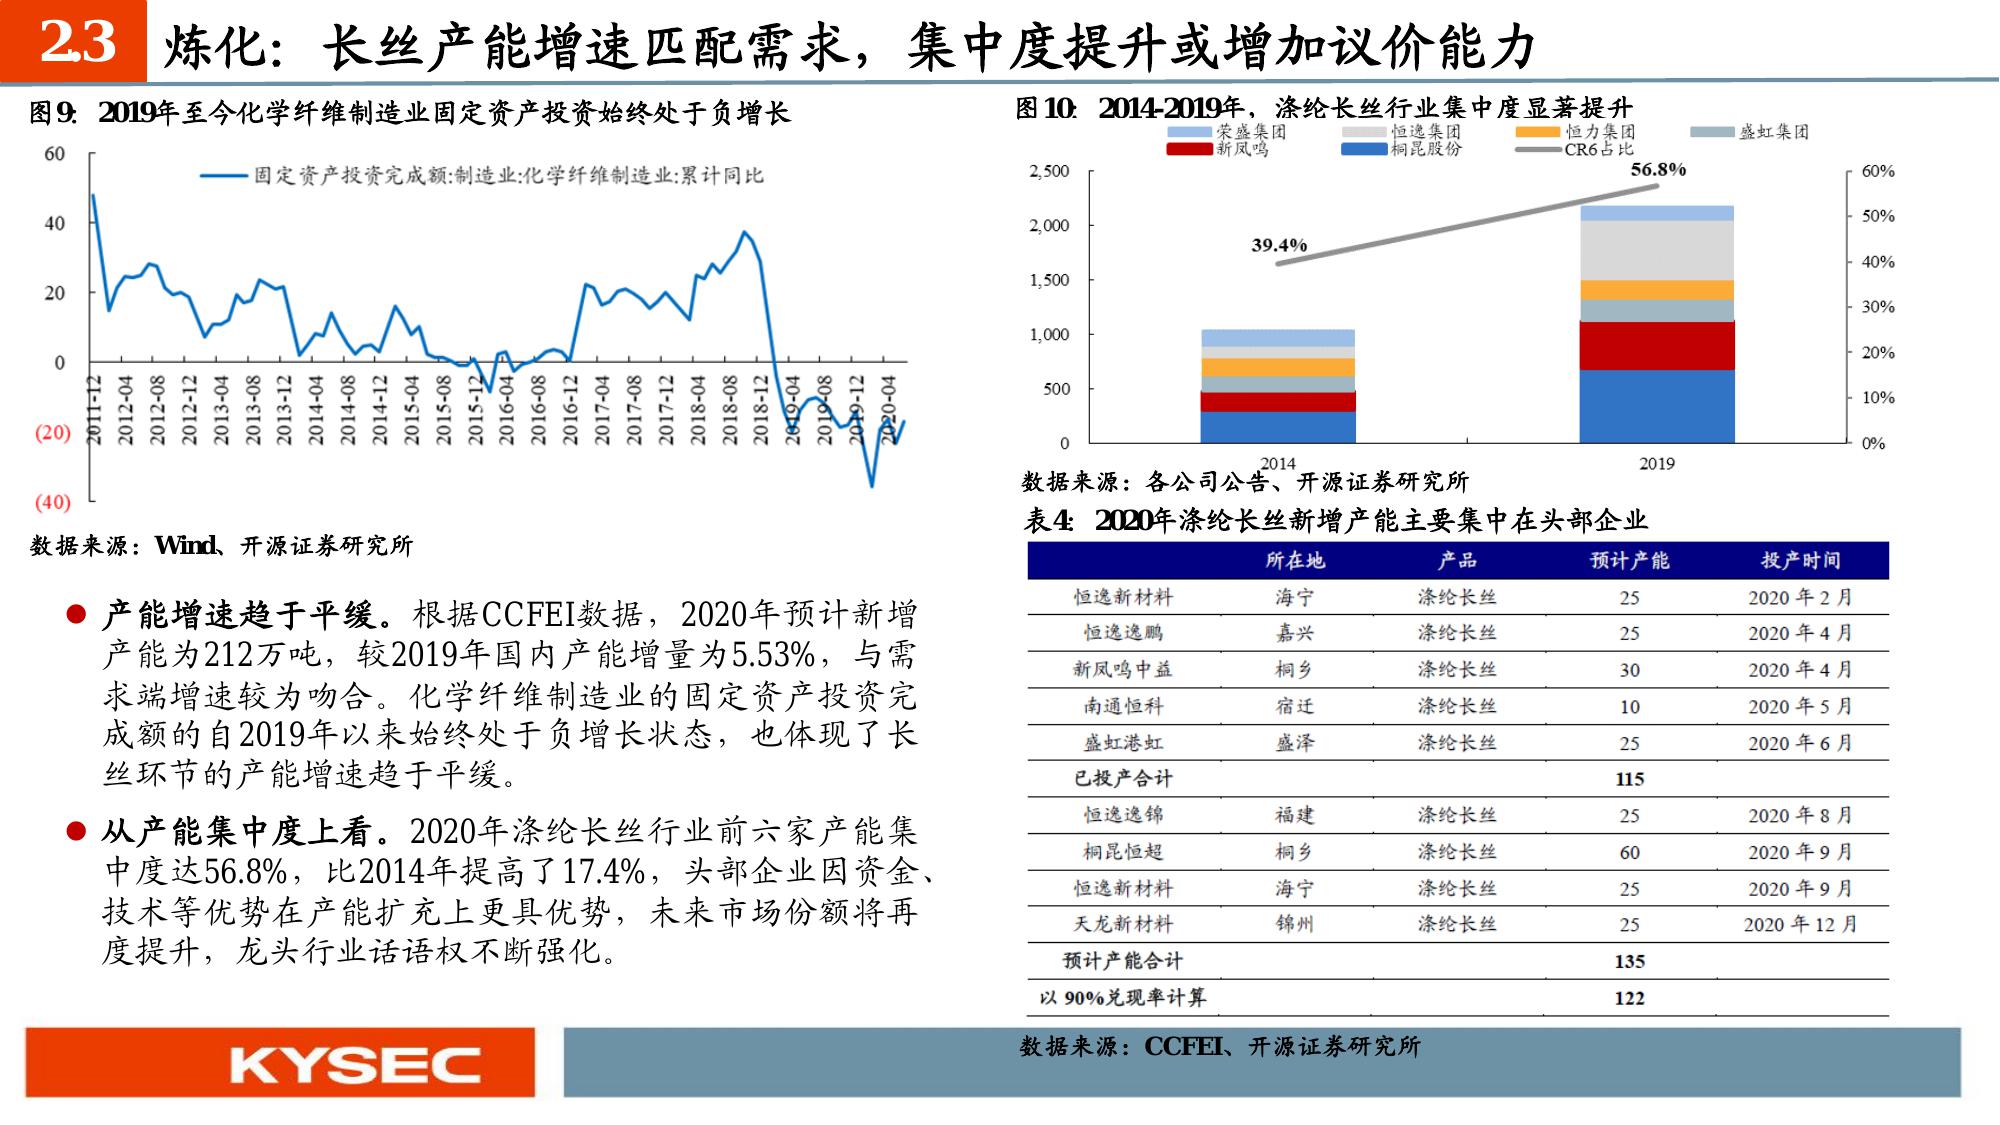 2.3 炼化：长丝产能增速匹配需求，集中度提升或增加议价能力
图9：2019年至今化学纤维制造业固定资产投资始终处于负增长
固定资产投资完成额:制造业:化学纤维制造业:累计同比
60
40
20
0
(20)
(40)
2011-12 2012-04 2012-08 2012-12 2013-04 2013-08 2013-12 2014-04 2014-08 2014-12 2015-04 2015-08 2015-12 2016-04 2016-08 2016-12 2017-04 2017-08 2017-12 2018-04 2018-08 2018-12 2019-04 2019-08 2019-12 2020-04
数据来源：Wind、开源证券研究所
产能增速趋于平缓。根据CCFEI数据，2020年预计新增
产能为212万吨，较2019年国内产能增量为5.53%，与需
求端增速较为吻合。化学纤维制造业的固定资产投资完
成额的自2019年以来始终处于负增长状态，也体现了长
丝环节的产能增速趋于平缓。
从产能集中度上看。2020年涤纶长丝行业前六家产能集
中度达56.8%，比2014年提高了17.4%，头部企业因资金、
技术等优势在产能扩充上更具优势，未来市场份额将再
度提升，龙头行业话语权不断强化。
图10：2014-2019年，涤纶长丝行业集中度显著提升
荣盛集团 恒逸集团 恒力集团 盛虹集团
新凤鸣 桐昆股份 CR6占比
2,500
2,000
1,500
1,000
500
0
39.4%
56.8%
60%
50%
40%
30%
20%
10%
0%
2014 2019
数据来源：各公司公告、开源证券研究所
表4：2020年涤纶长丝新增产能主要集中在头部企业
所在地 产品 预计产能 投产时间
恒逸新材料 海宁 涤纶长丝 25 2020 年 2 月
恒逸逸鹏 嘉兴 涤纶长丝 25 2020 年 4 月
新凤鸣中益 桐乡 涤纶长丝 30 2020 年 4 月
南通恒科 宿迁 涤纶长丝 10 2020 年 5 月
盛虹港虹 盛泽 涤纶长丝 25 2020 年 6 月
已投产合计 115
恒逸逸锦 福建 涤纶长丝 25 2020 年 8 月
桐昆恒超 桐乡 涤纶长丝 60 2020 年 9 月
恒逸新材料 海宁 涤纶长丝 25 2020 年 9 月
天龙新材料 锦州 涤纶长丝 25 2020 年 12 月
预计产能合计 135
以 90%兑现率计算 122
数据来源：CCFEI、开源证券研究所
KYSEC